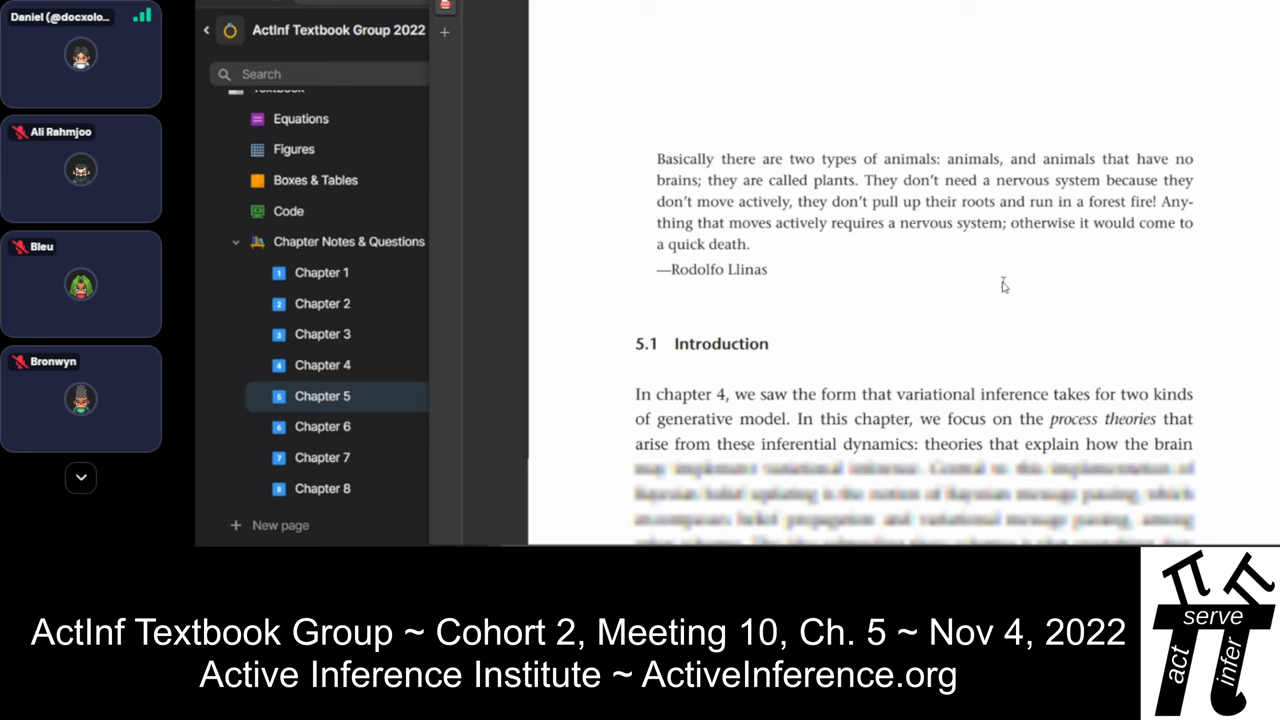 Daniel (@docxolo...
Ali Rahmjoo
Bleu
Bronwyn
ActInf Textbook Group 2022
Search
Textbook
Equations
Figures
Boxes & Tables
Code
Chapter Notes & Questions
1 Chapter 1
2 Chapter 2
3 Chapter 3
4 Chapter 4
5 Chapter 5
6 Chapter 6
7 Chapter 7
8 Chapter 8
+ New page
Basically there are two types of animals: animals, and animals that have no
brains; they are called plants. They don't need a nervous system because they
don't move actively, they don't pull up their roots and run in a forest fire! Any-
thing that moves actively requires a nervous system; otherwise it would come to
a quick death.
—Rodolfo Llinas
5.1 Introduction
In chapter 4, we saw the form that variational inference takes for two kinds
of generative model. In this chapter, we focus on the process theories that
arise from these inferential dynamics: theories that explain how the brain
ActInf Textbook Group ~ Cohort 2, Meeting 10, Ch. 5 ~ Nov 4, 2022
Active Inference Institute ~ ActiveInference.org
serve
act
infer